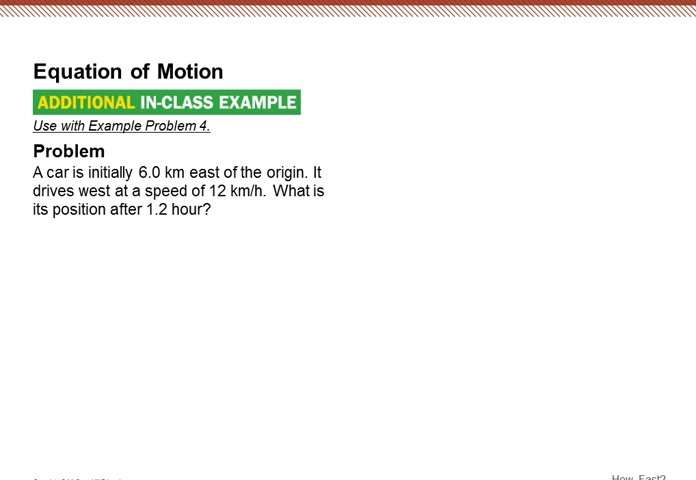 Equation of Motion
ADDITIONAL IN-CLASS EXAMPLE
Use with Example Problem 4.
Problem
A car is initially 6.0 km east of the origin. It
drives west at a speed of 12 km/h. What is
its position after 1.2 hour?
How Fast?